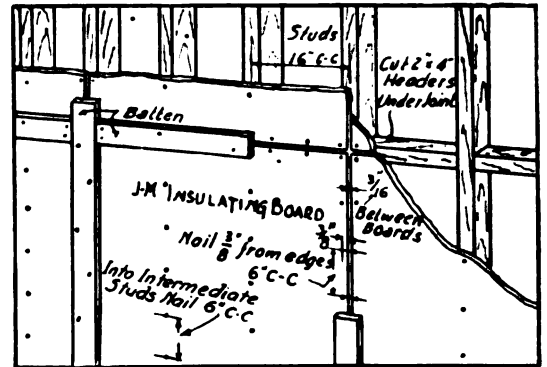 Studs
16" C-C
Cut 2" x 4"
Headers
Under Joint
Batten
3/16"
Between
Boards
J-M INSULATING BOARD
3/8"
Nail 3/8" from edges
6" C-C
Into Intermediate
Studs Nail 6" C-C